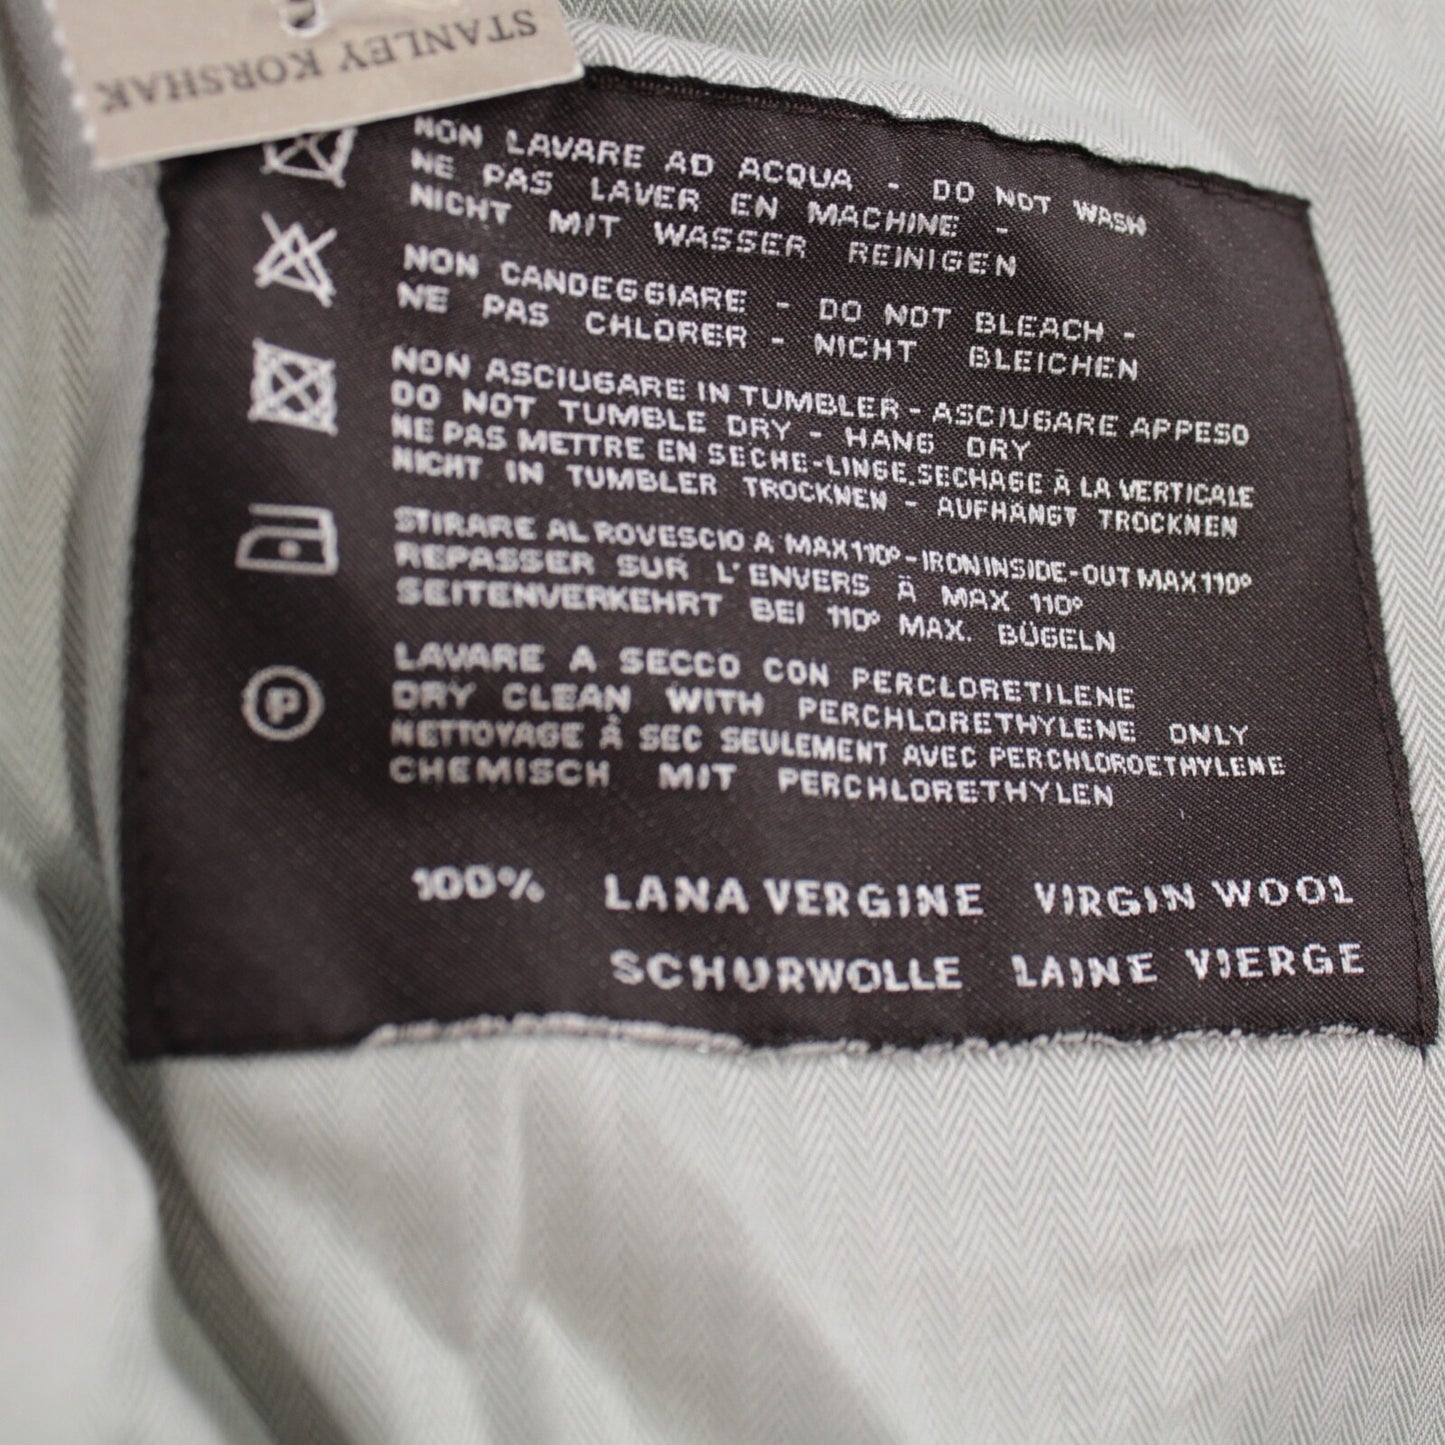 STANLEY KORSHAK
NON LAVARE AD ACQUA - DO NOT WASH
NE PAS LAVER EN MACHINE -
NICHT MIT WASSER REINIGEN
NON CANDEGGIARE - DO NOT BLEACH -
NE PAS CHLORER - NICHT BLEICHEN
NON ASCIUGARE IN TUMBLER - ASCIUGARE APPESO
DO NOT TUMBLE DRY - HANG DRY
NE PAS METTRE EN SECHE-LINGE, SECHAGE À LA VERTICALE
NICHT IN TUMBLER TROCKNEN - AUFHANGT TROCKNEN
STIRARE AL ROVESCIO A MAX 110° - IRON INSIDE-OUT MAX 110°
REPASSER SUR L'ENVERS À MAX 110°
SEITENVERKEHRT BEI 110° MAX. BÜGELN
P
LAVARE A SECCO CON PERCLORETILENE
DRY CLEAN WITH PERCHLORETHYLENE ONLY
NETTOYAGE À SEC SEULEMENT AVEC PERCHLOROETHYLENE
CHEMISCH MIT PERCHLORETHYLEN
100% LANA VERGINE VIRGIN WOOL
SCHURWOLLE LAINE VIERGE